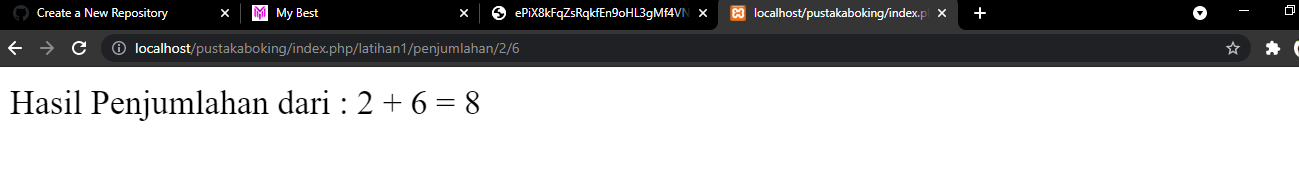 Create a New Repository
My Best
ePiX8kFqZsRqkfEn9oHL3gMf4VN
localhost/pustakaboking/index.p
localhost/pustakaboking/index.php/latihan1/penjumlahan/2/6
Hasil Penjumlahan dari : 2 + 6 = 8